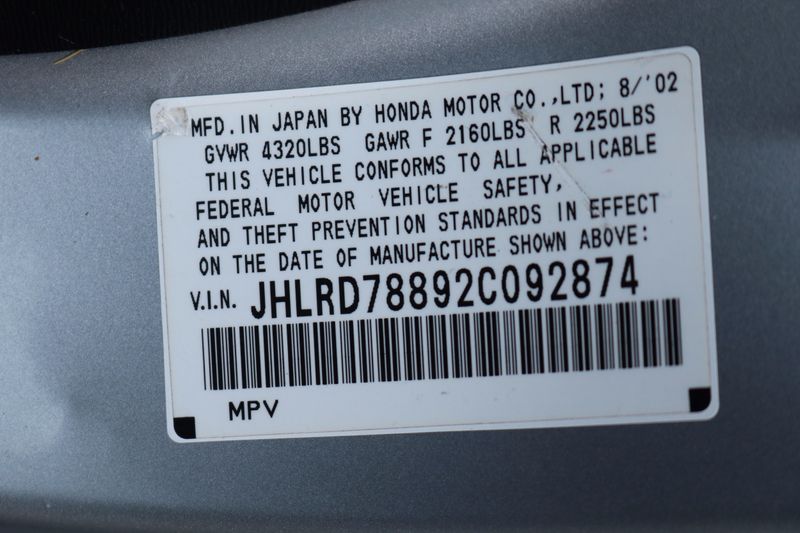 MFD. IN JAPAN BY HONDA MOTOR CO.,LTD; 8/'02
GVWR 4320LBS GAWR F 2160LBS R 2250LBS
THIS VEHICLE CONFORMS TO ALL APPLICABLE
FEDERAL MOTOR VEHICLE SAFETY,
AND THEFT PREVENTION STANDARDS IN EFFECT
ON THE DATE OF MANUFACTURE SHOWN ABOVE:
V.I.N. JHLRD78892C092874
MPV